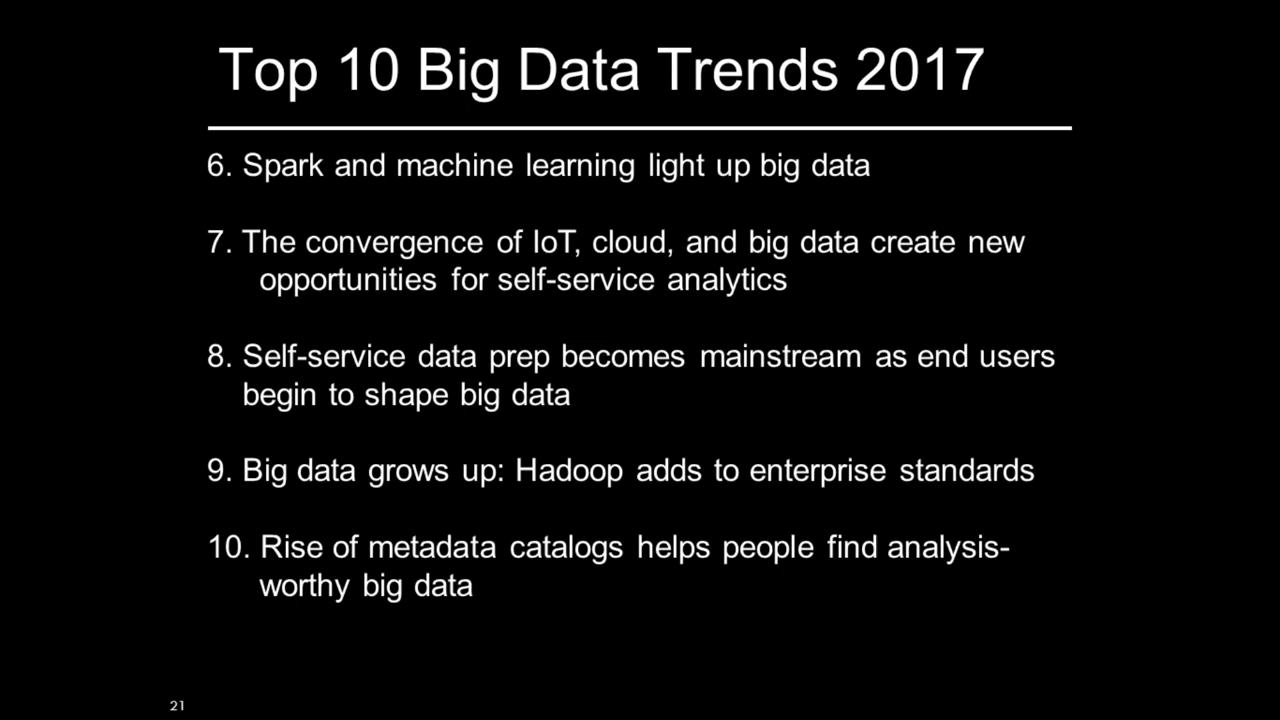 Top 10 Big Data Trends 2017
6. Spark and machine learning light up big data
7. The convergence of IoT, cloud, and big data create new
opportunities for self-service analytics
8. Self-service data prep becomes mainstream as end users
begin to shape big data
9. Big data grows up: Hadoop adds to enterprise standards
10. Rise of metadata catalogs helps people find analysis-
worthy big data
21